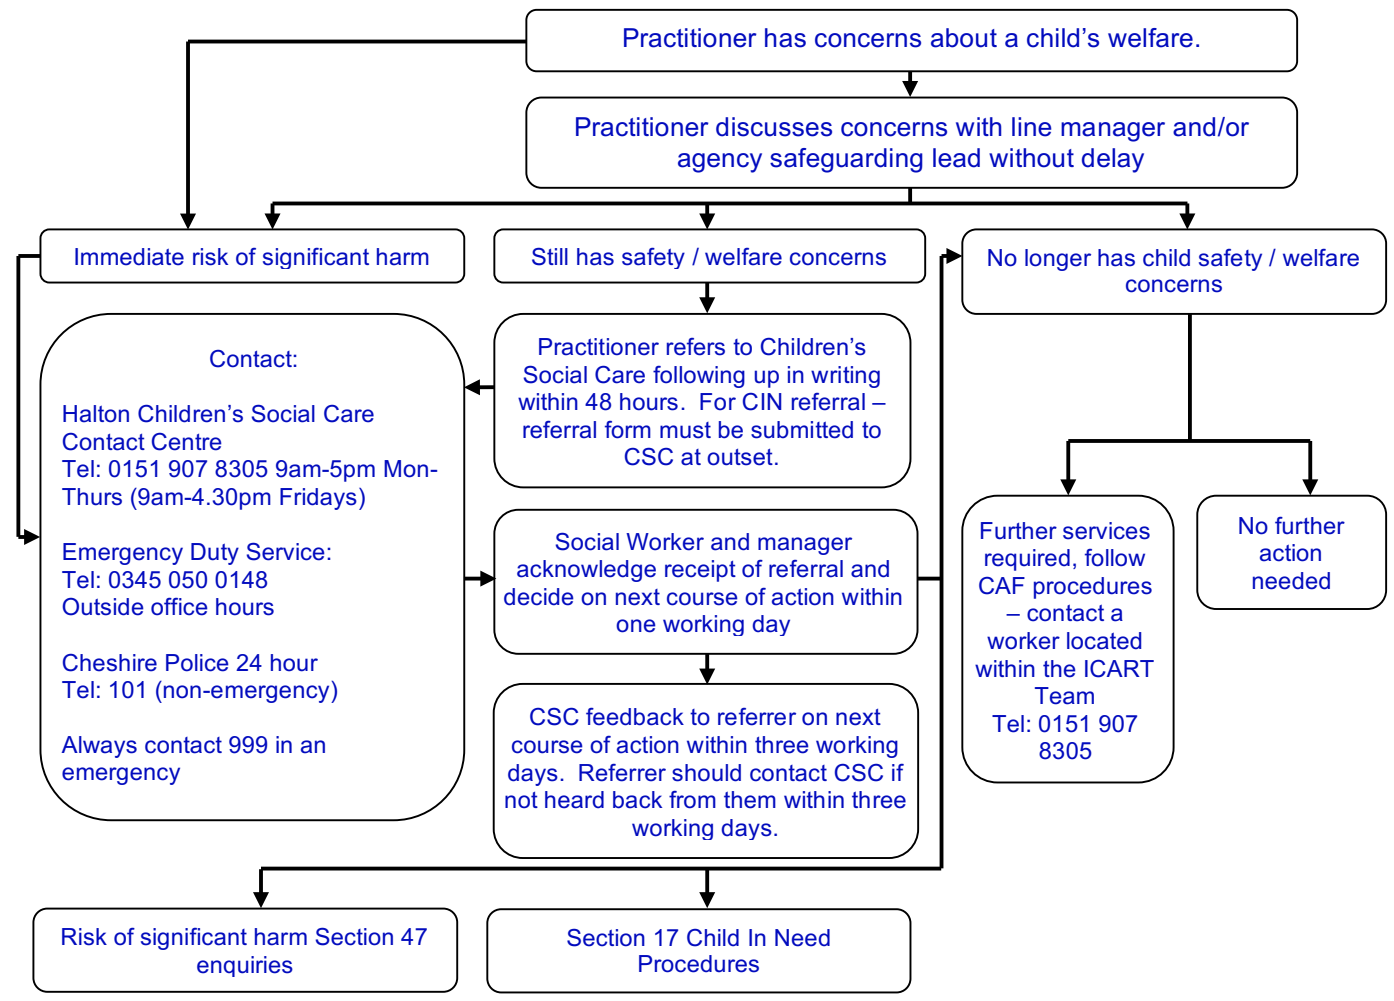 Practitioner has concerns about a child’s welfare.
Practitioner discusses concerns with line manager and/or
agency safeguarding lead without delay
Immediate risk of significant harm
Still has safety / welfare concerns
No longer has child safety / welfare
concerns
Contact:
Halton Children’s Social Care
Contact Centre
Tel: 0151 907 8305 9am-5pm Mon-
Thurs (9am-4.30pm Fridays)
Emergency Duty Service:
Tel: 0345 050 0148
Outside office hours
Cheshire Police 24 hour
Tel: 101 (non-emergency)
Always contact 999 in an
emergency
Practitioner refers to Children’s
Social Care following up in writing
within 48 hours.  For CIN referral –
referral form must be submitted to
CSC at outset.
Social Worker and manager
acknowledge receipt of referral and
decide on next course of action within
one working day
CSC feedback to referrer on next
course of action within three working
days.  Referrer should contact CSC if
not heard back from them within three
working days.
Further services
required, follow
CAF procedures
– contact a
worker located
within the ICART
Team
Tel: 0151 907
8305
No further
action
needed
Risk of significant harm Section 47
enquiries
Section 17 Child In Need
Procedures